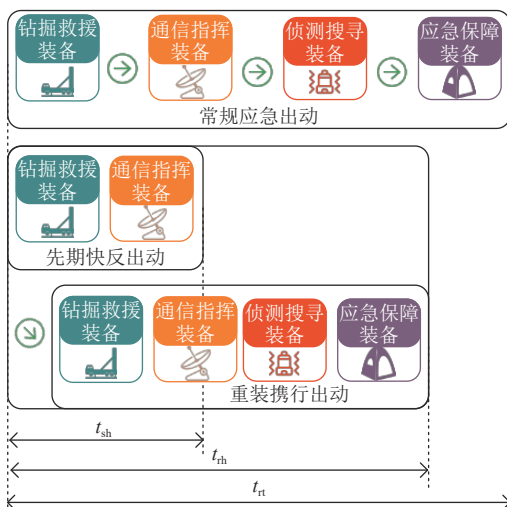 钻掘救援 通信指挥 侦测搜寻 应急保障
装备 装备 装备 装备
常规应急出动
钻掘救援 通信指挥
装备 装备
先期快反出动
钻掘救援 通信指挥 侦测搜寻 应急保障
装备 装备 装备 装备
重装携行出动
t_sh
t_rh
t_rt